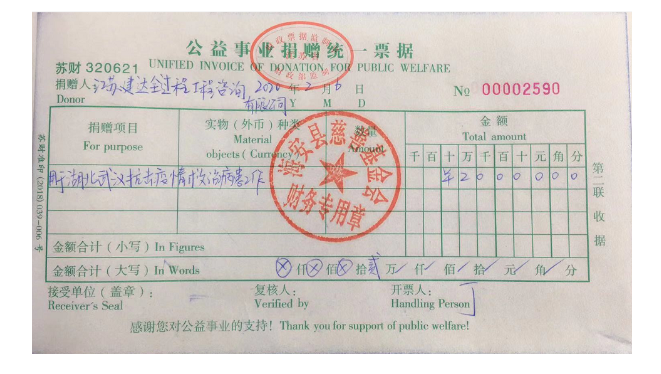 公益事业捐赠统一票据
苏财 320621 UNIFIED INVOICE OF DONATION FOR PUBLIC WELFARE
捐赠人 江苏建达全过程工程咨询 有限公司 2020 年 2 月 6 日 № 00002590
Donor Y M D
捐赠项目 实物（外币）种类 数量 金额
For purpose Material Amount Total amount
objects (Currency) 千 百 十 万 千 百 十 元 角 分
用湖北武汉抗击疫情救治病害工作 ¥ 2 0 0 0 0 0 0
金额合计（小写）In Figures
金额合计（大写）In Words ⊗ 仟 ⊗ 佰 ⊗ 拾 贰 万 / 仟 / 佰 / 拾 / 元 / 角 / 分
接受单位（盖章）： 复核人： 开票人：
Receiver's Seal Verified by Handling Person
感谢您对公益事业的支持！ Thank you for support of public welfare!
第二联 收据
海安县慈善基金会
财务专用章